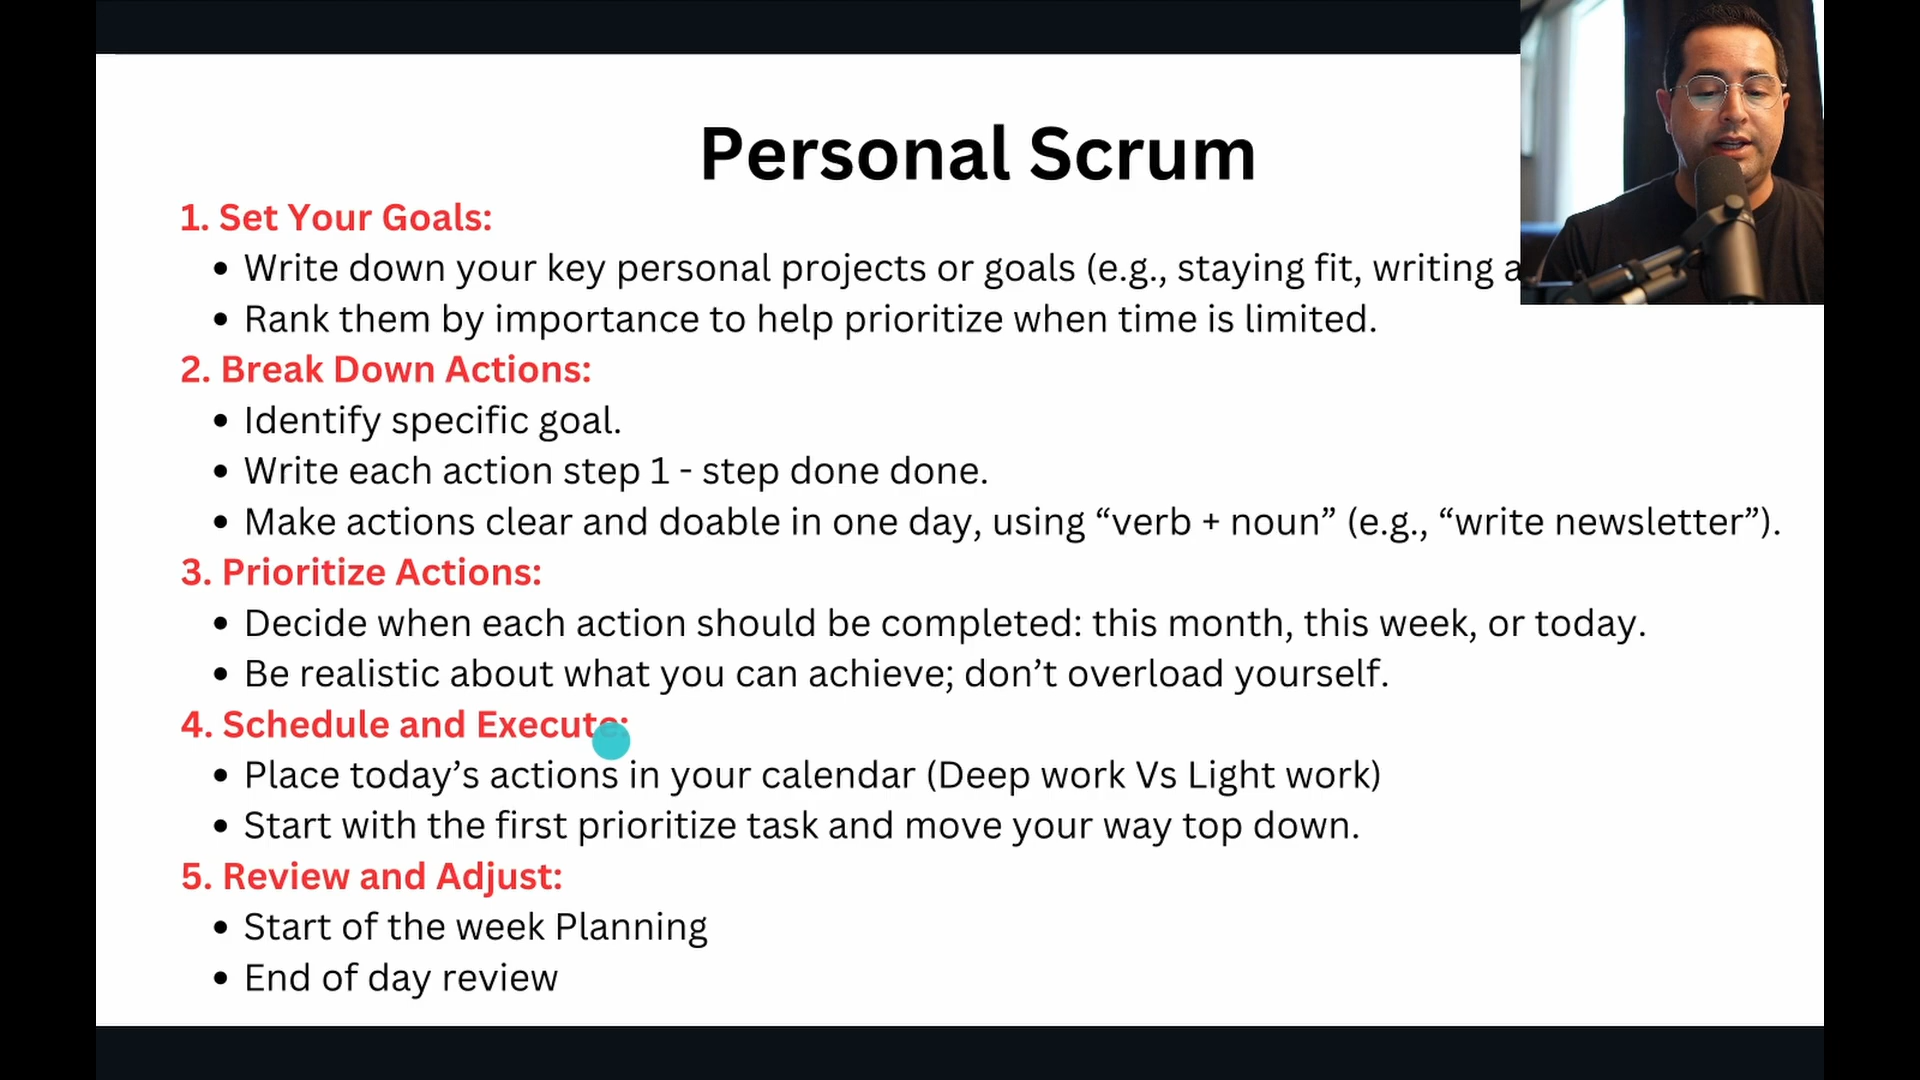 Personal Scrum
1. Set Your Goals:
• Write down your key personal projects or goals (e.g., staying fit, writing a
• Rank them by importance to help prioritize when time is limited.
2. Break Down Actions:
• Identify specific goal.
• Write each action step 1 - step done done.
• Make actions clear and doable in one day, using “verb + noun” (e.g., “write newsletter”).
3. Prioritize Actions:
• Decide when each action should be completed: this month, this week, or today.
• Be realistic about what you can achieve; don’t overload yourself.
4. Schedule and Execute:
• Place today’s actions in your calendar (Deep work Vs Light work)
• Start with the first prioritize task and move your way top down.
5. Review and Adjust:
• Start of the week Planning
• End of day review